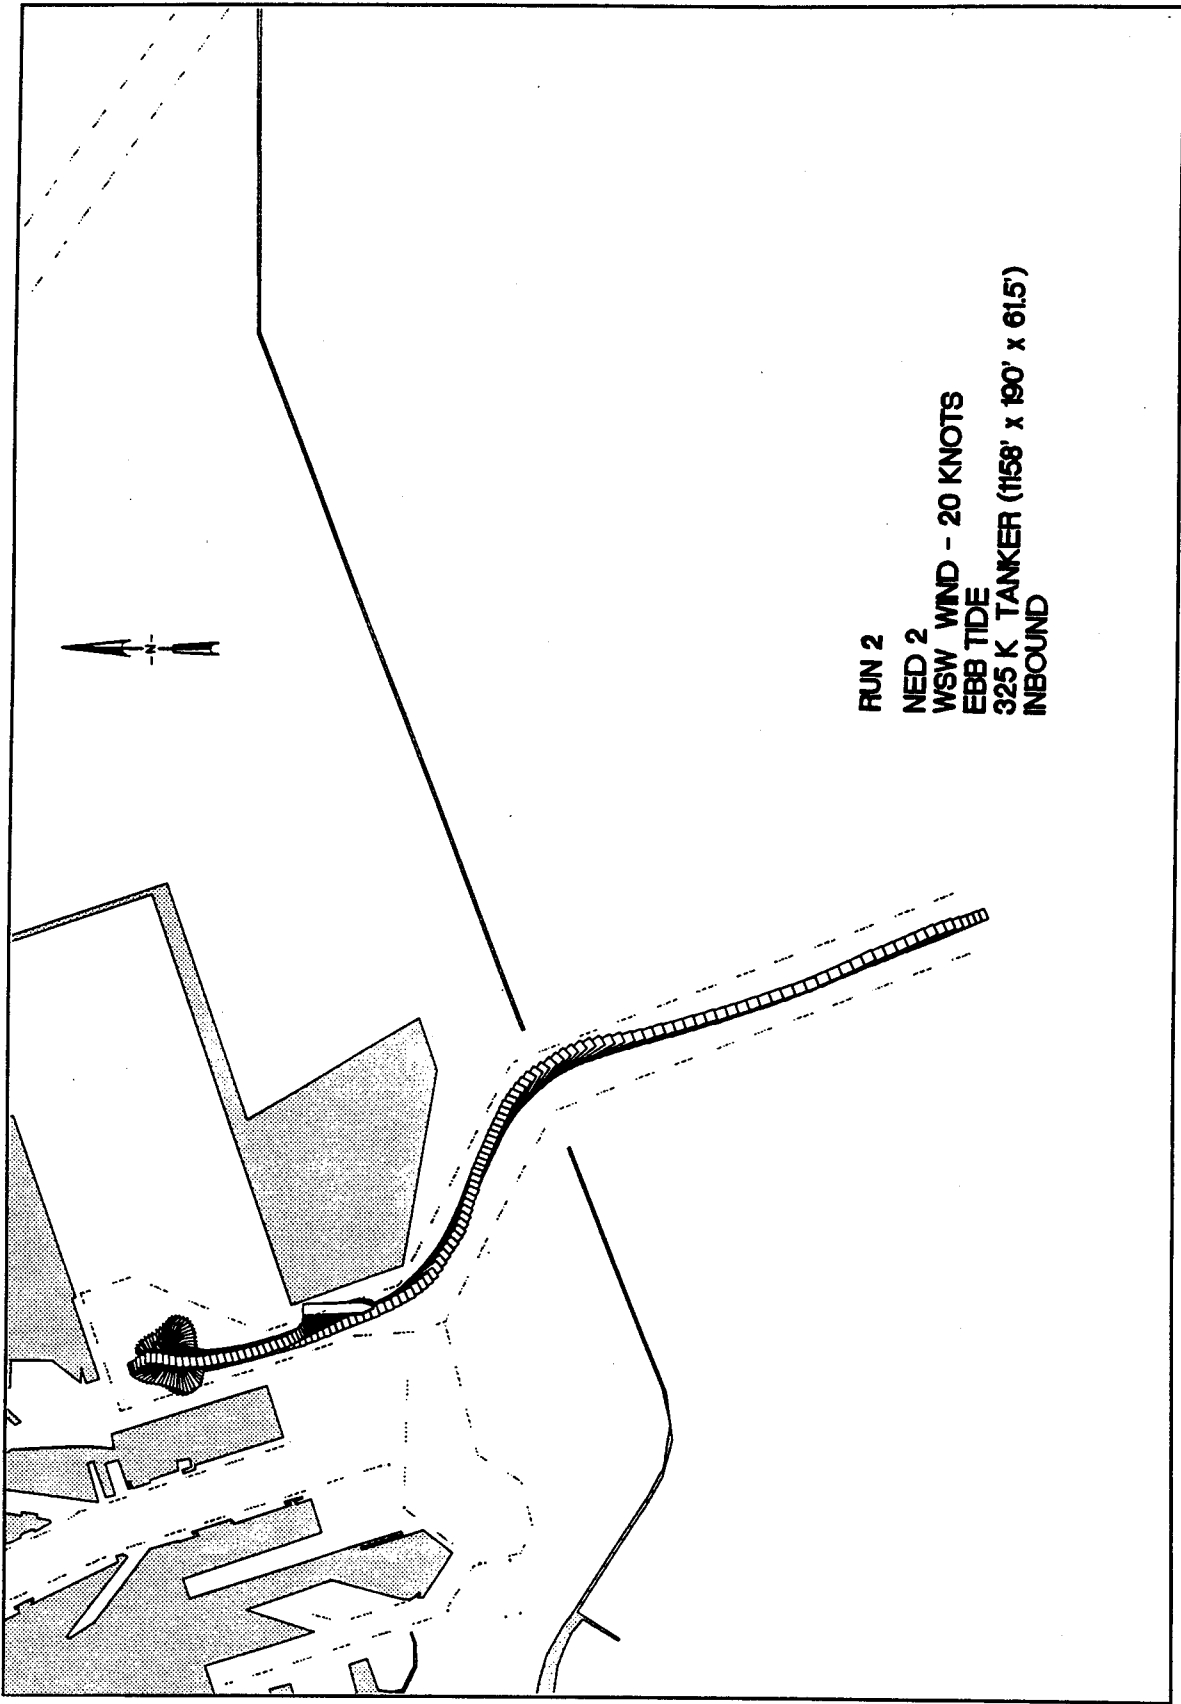 N
RUN 2
NED 2
WSW WIND - 20 KNOTS
EBB TIDE
325 K TANKER (1158' x 190' x 61.5')
INBOUND